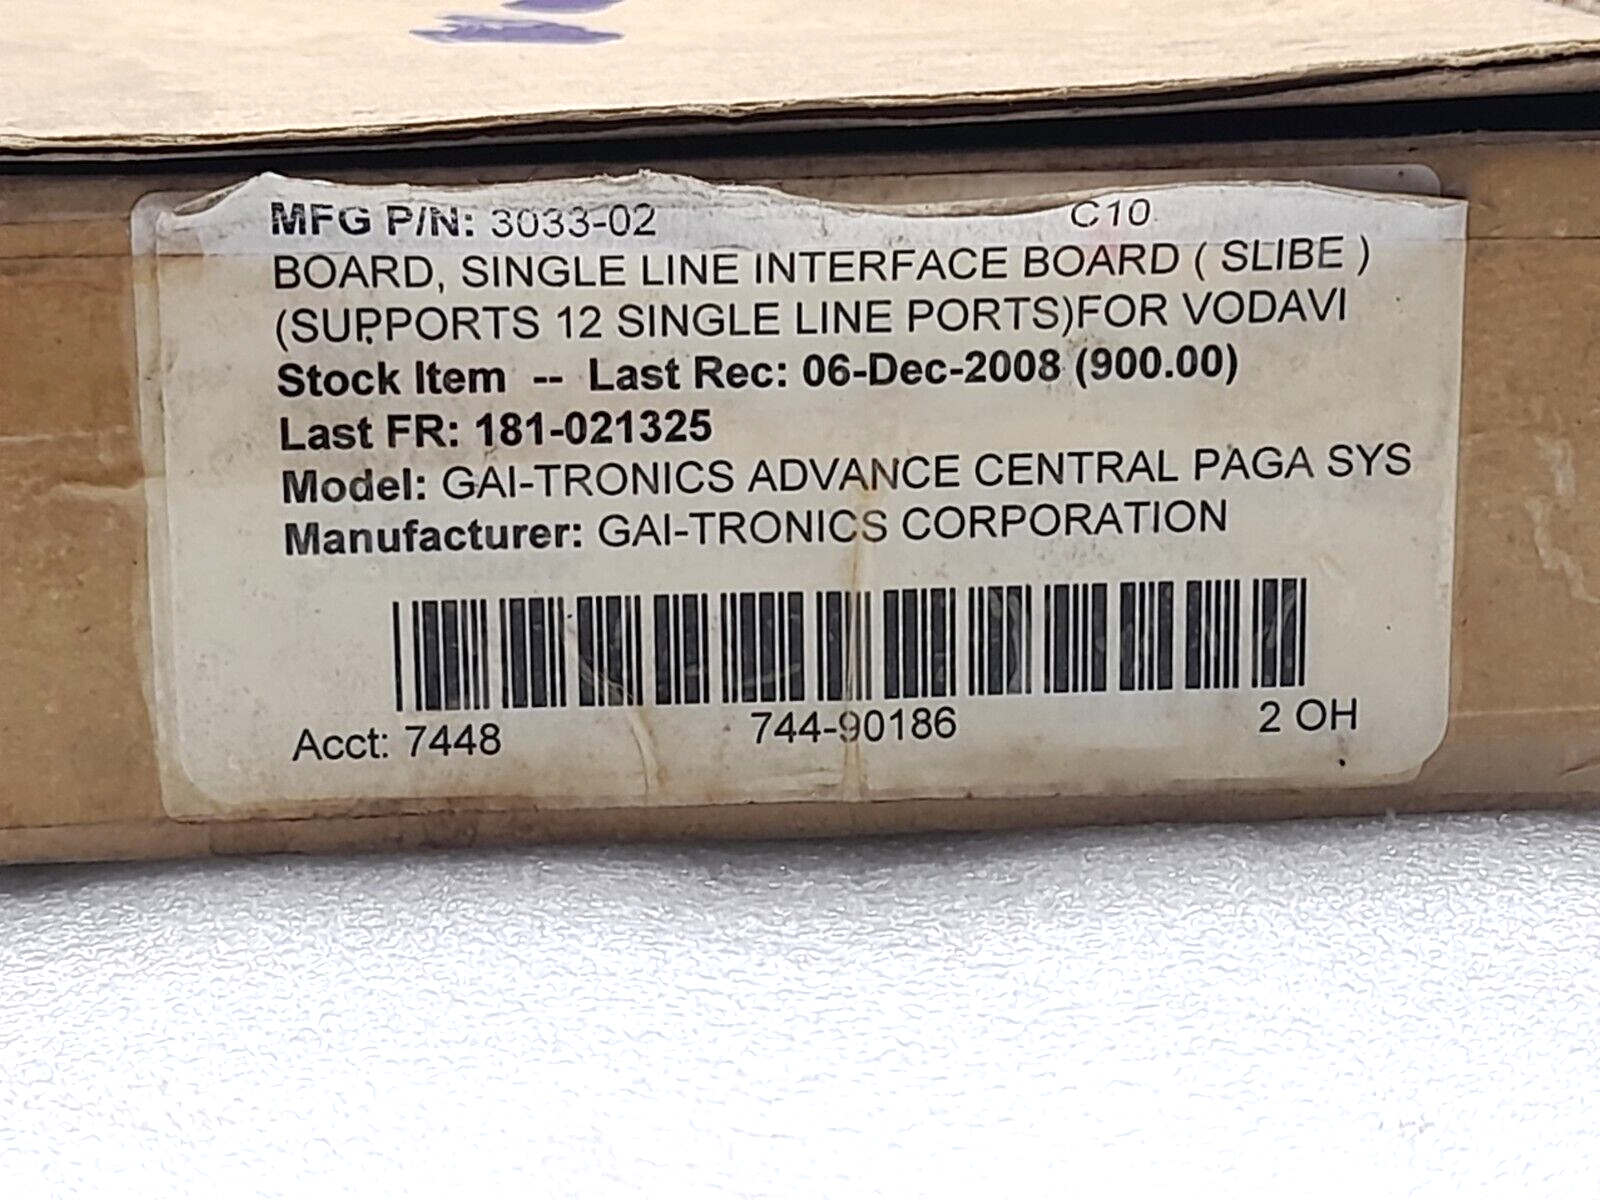 MFG P/N: 3033-02 C10
BOARD, SINGLE LINE INTERFACE BOARD ( SLIBE )
(SUPPORTS 12 SINGLE LINE PORTS)FOR VODAVI
Stock Item -- Last Rec: 06-Dec-2008 (900.00)
Last FR: 181-021325
Model: GAI-TRONICS ADVANCE CENTRAL PAGA SYS
Manufacturer: GAI-TRONICS CORPORATION
Acct: 7448 744-90186 2 OH